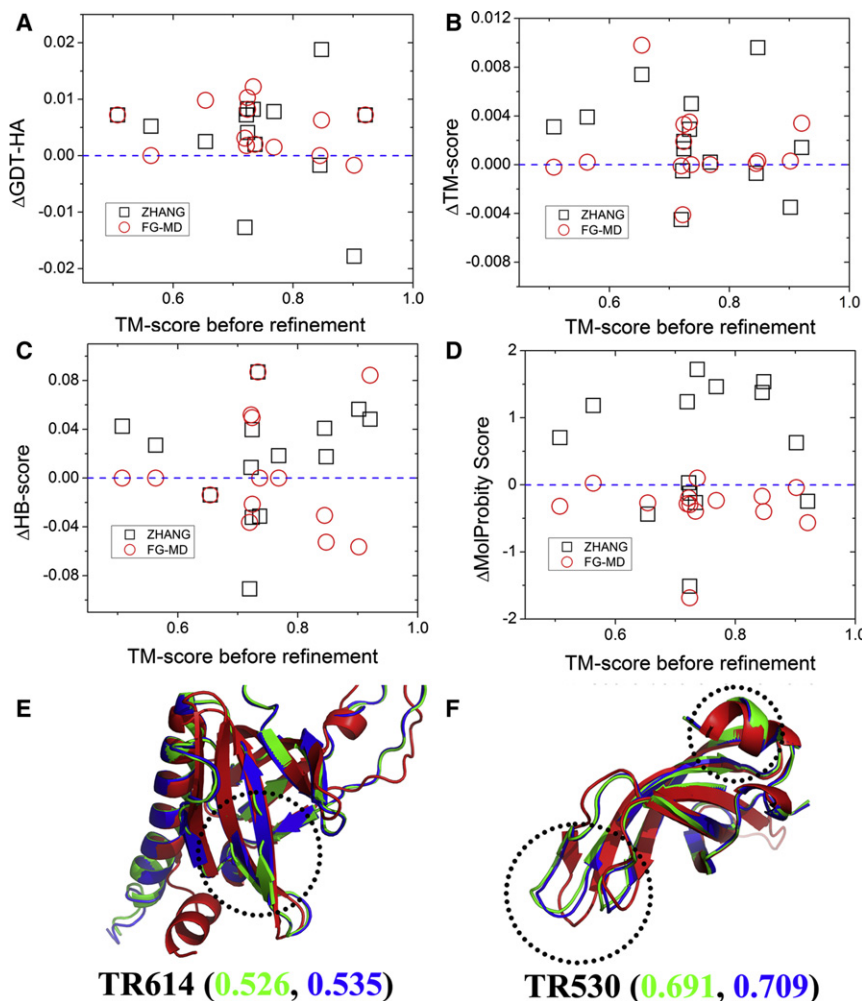 A
B
ΔGDT-HA
0.02
0.01
0.00
-0.01
-0.02
ZHANG
FG-MD
0.6
0.8
1.0
TM-score before refinement
ΔTM-score
0.012
0.008
0.004
0.000
-0.004
-0.008
ZHANG
FG-MD
0.6
0.8
1.0
TM-score before refinement
C
D
ΔHB-score
0.08
0.04
0.00
-0.04
-0.08
ZHANG
FG-MD
0.6
0.8
1.0
TM-score before refinement
ΔMolProbity Score
2
1
0
-1
-2
ZHANG
FG-MD
0.6
0.8
1.0
TM-score before refinement
E
F
TR614 (0.526, 0.535)
TR530 (0.691, 0.709)